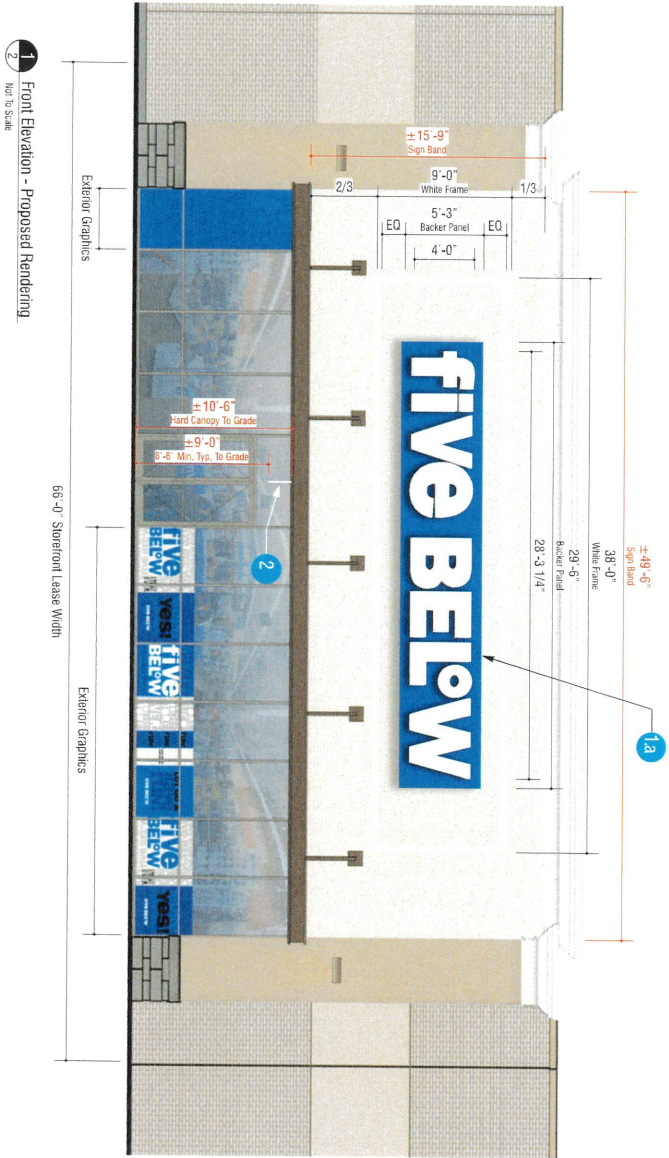 ±49'-6"
Sign Band
38'-0"
White Frame
29'-6"
Backer Panel
28'-3 1/4"
1.a
±15'-9"
Sign Band
9'-0"
White Frame
1/3
2/3
5'-3"
Backer Panel
EQ
EQ
4'-0"
five BELOW
±10'-6"
Hard Canopy To Grade
±9'-0"
8'-6" Min. Typ. To Grade
2
five
BELOW
yes!
five
BELOW
five
BELOW
yes!
Exterior Graphics
Exterior Graphics
66'-0" Storefront Lease Width
1
2
Front Elevation - Proposed Rendering
Not To Scale